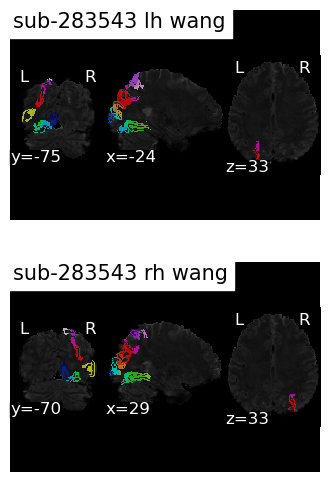 sub-283543 lh wang
L R L R
y=-75 x=-24 z=33
sub-283543 rh wang
L R L R
y=-70 x=29 z=33